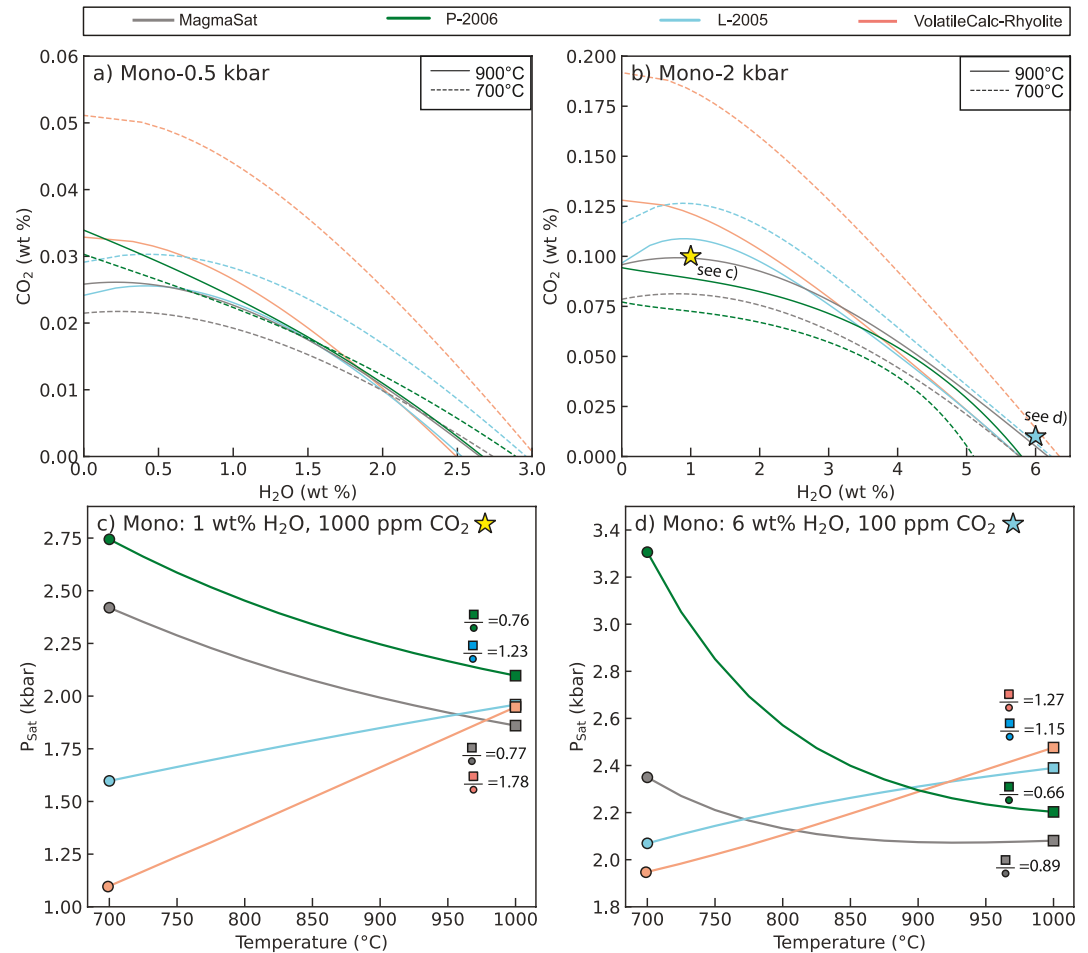 MagmaSat P-2006 L-2005 VolatileCalc-Rhyolite
a) Mono-0.5 kbar
900°C
700°C
0.06
0.05
0.04
0.03
0.02
0.01
0.00
CO2 (wt %)
0.0 0.5 1.0 1.5 2.0 2.5 3.0
H2O (wt %)
b) Mono-2 kbar
900°C
700°C
0.200
0.175
0.150
0.125
0.100
0.075
0.050
0.025
0.000
CO2 (wt %)
see c)
see d)
0 1 2 3 4 5 6
H2O (wt %)
c) Mono: 1 wt% H2O, 1000 ppm CO2
2.75
2.50
2.25
2.00
1.75
1.50
1.25
1.00
PSat (kbar)
=0.76
=1.23
=0.77
=1.78
700 750 800 850 900 950 1000
Temperature (°C)
d) Mono: 6 wt% H2O, 100 ppm CO2
3.4
3.2
3.0
2.8
2.6
2.4
2.2
2.0
1.8
PSat (kbar)
=1.27
=1.15
=0.66
=0.89
700 750 800 850 900 950 1000
Temperature (°C)